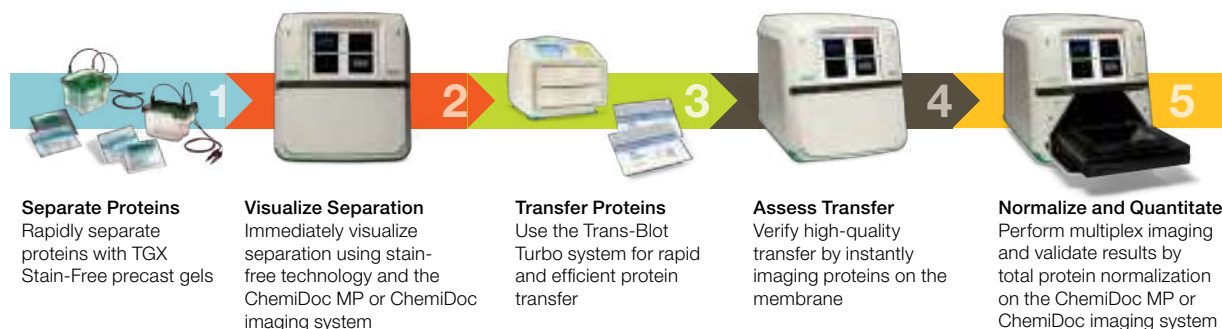 1
2
3
4
5
Separate Proteins
Rapidly separate
proteins with TGX
Stain-Free precast gels
Visualize Separation
Immediately visualize
separation using stain-
free technology and the
ChemiDoc MP or ChemiDoc
imaging system
Transfer Proteins
Use the Trans-Blot
Turbo system for rapid
and efficient protein
transfer
Assess Transfer
Verify high-quality
transfer by instantly
imaging proteins on the
membrane
Normalize and Quantitate
Perform multiplex imaging
and validate results by
total protein normalization
on the ChemiDoc MP or
ChemiDoc imaging system